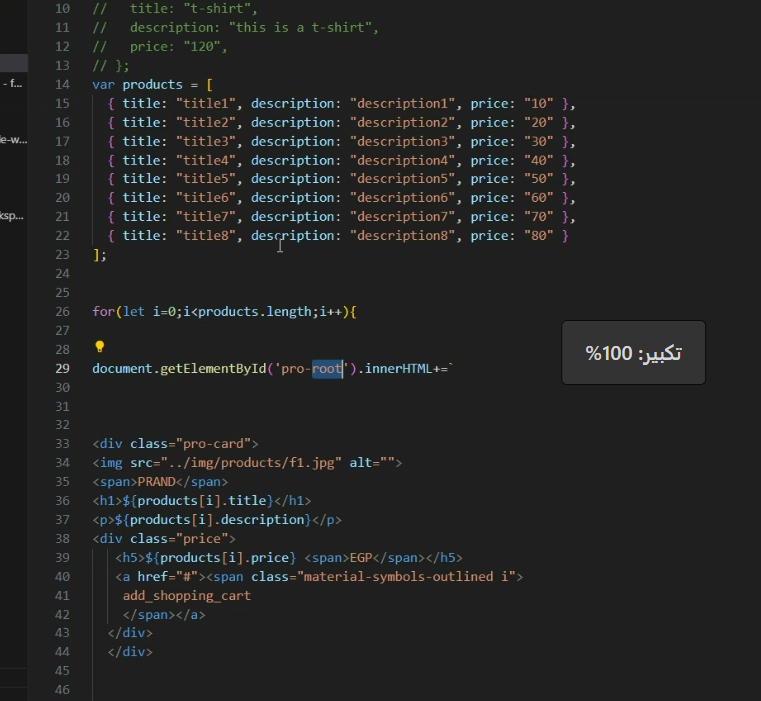 10 //   title: "t-shirt",
11 //   description: "this is a t-shirt",
12 //   price: "120",
13 // };
- f...
14 var products = [
15   { title: "title1", description: "description1", price: "10" },
16   { title: "title2", description: "description2", price: "20" },
e-w...
17   { title: "title3", description: "description3", price: "30" },
18   { title: "title4", description: "description4", price: "40" },
19   { title: "title5", description: "description5", price: "50" },
20   { title: "title6", description: "description6", price: "60" },
ksp...
21   { title: "title7", description: "description7", price: "70" },
22   { title: "title8", description: "description8", price: "80" }
23 ];
24
25
26 for(let i=0;i<products.length;i++){
27
28
تكبير: 100%
29 document.getElementById('pro-root').innerHTML+=`
30
31
32
33 <div class="pro-card">
34 <img src="../img/products/f1.jpg" alt="">
35 <span>PRAND</span>
36 <h1>${products[i].title}</h1>
37 <p>${products[i].description}</p>
38 <div class="price">
39    <h5>${products[i].price} <span>EGP</span></h5>
40    <a href="#"><span class="material-symbols-outlined i">
41     add_shopping_cart
42     </span></a>
43   </div>
44   </div>
45
46